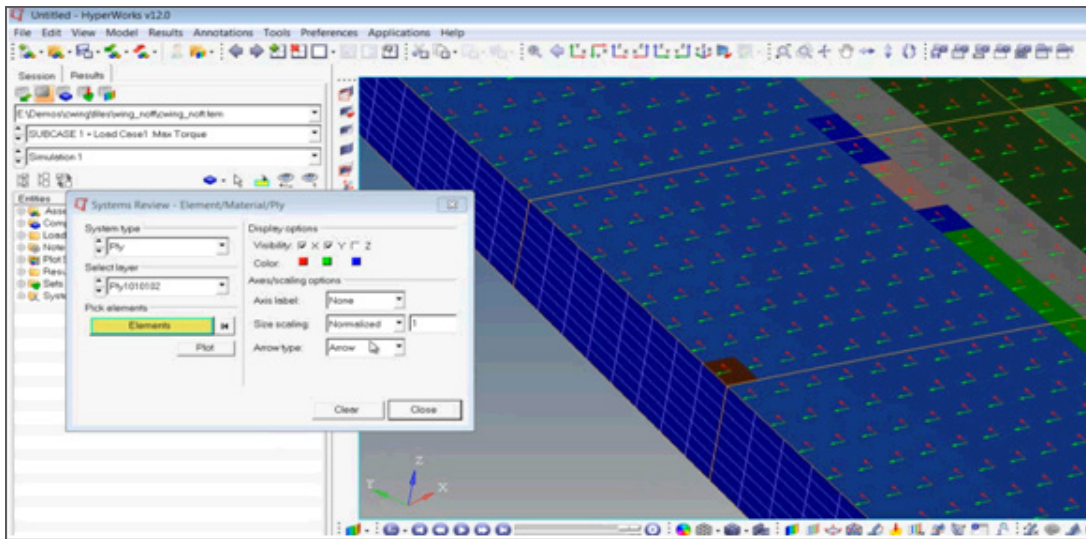 Untitled - HyperWorks v12.0
File Edit View Model Results Annotations Tools Preferences Applications Help
Session Results
SUBCASE 1 - Load Case1 :Max Torque
Simulation 1
Entities
Systems Review - Element/Material/Ply
System type
Ply
Select layer
Ply1010102
Pick elements
Elements
Plot
Display options
Visibility: X Y Z
Color:
Axes/scaling options
Axis label: None
Size scaling: Normalized 1
Arrow type: Arrow
Clear Close
Load
Sets
Z
Y X